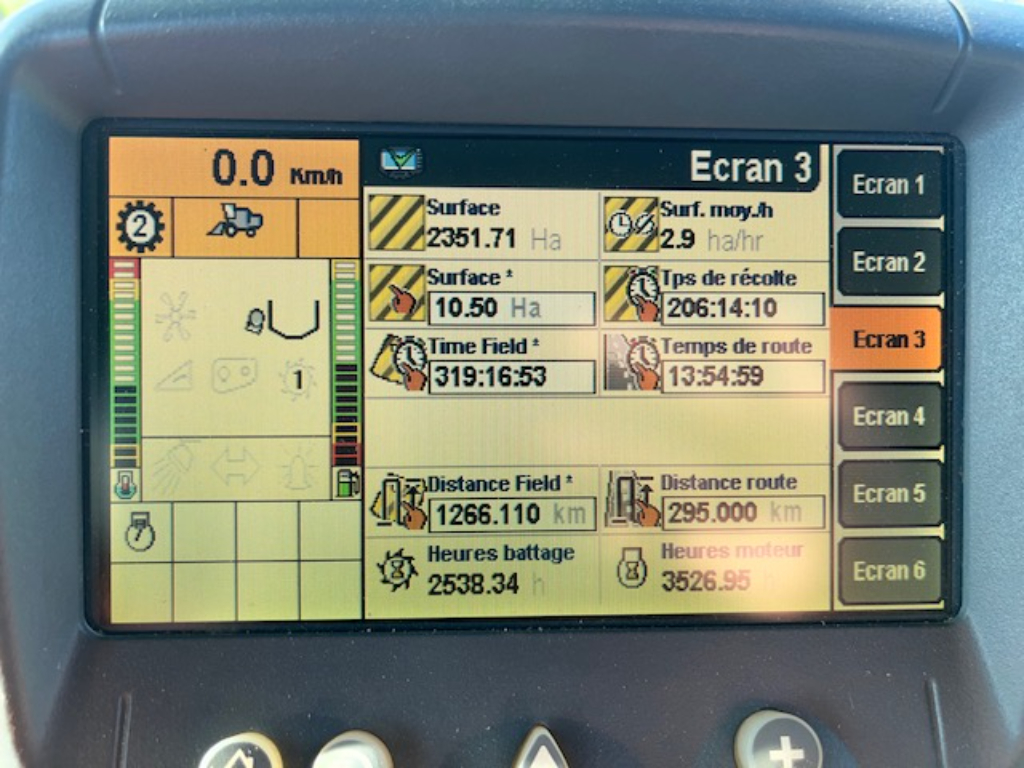 0.0 Km/h
2
1
Ecran 3
Surface
2351.71 Ha
Surf. moy./h
2.9 ha/hr
Surface *
10.50 Ha
Tps de récolte
206:14:10
Time Field *
319:16:53
Temps de route
13:54:59
Distance Field *
1266.110 km
Distance route
295.000 km
Heures battage
2538.34 h
Heures moteur
3526.95 h
Ecran 1
Ecran 2
Ecran 3
Ecran 4
Ecran 5
Ecran 6